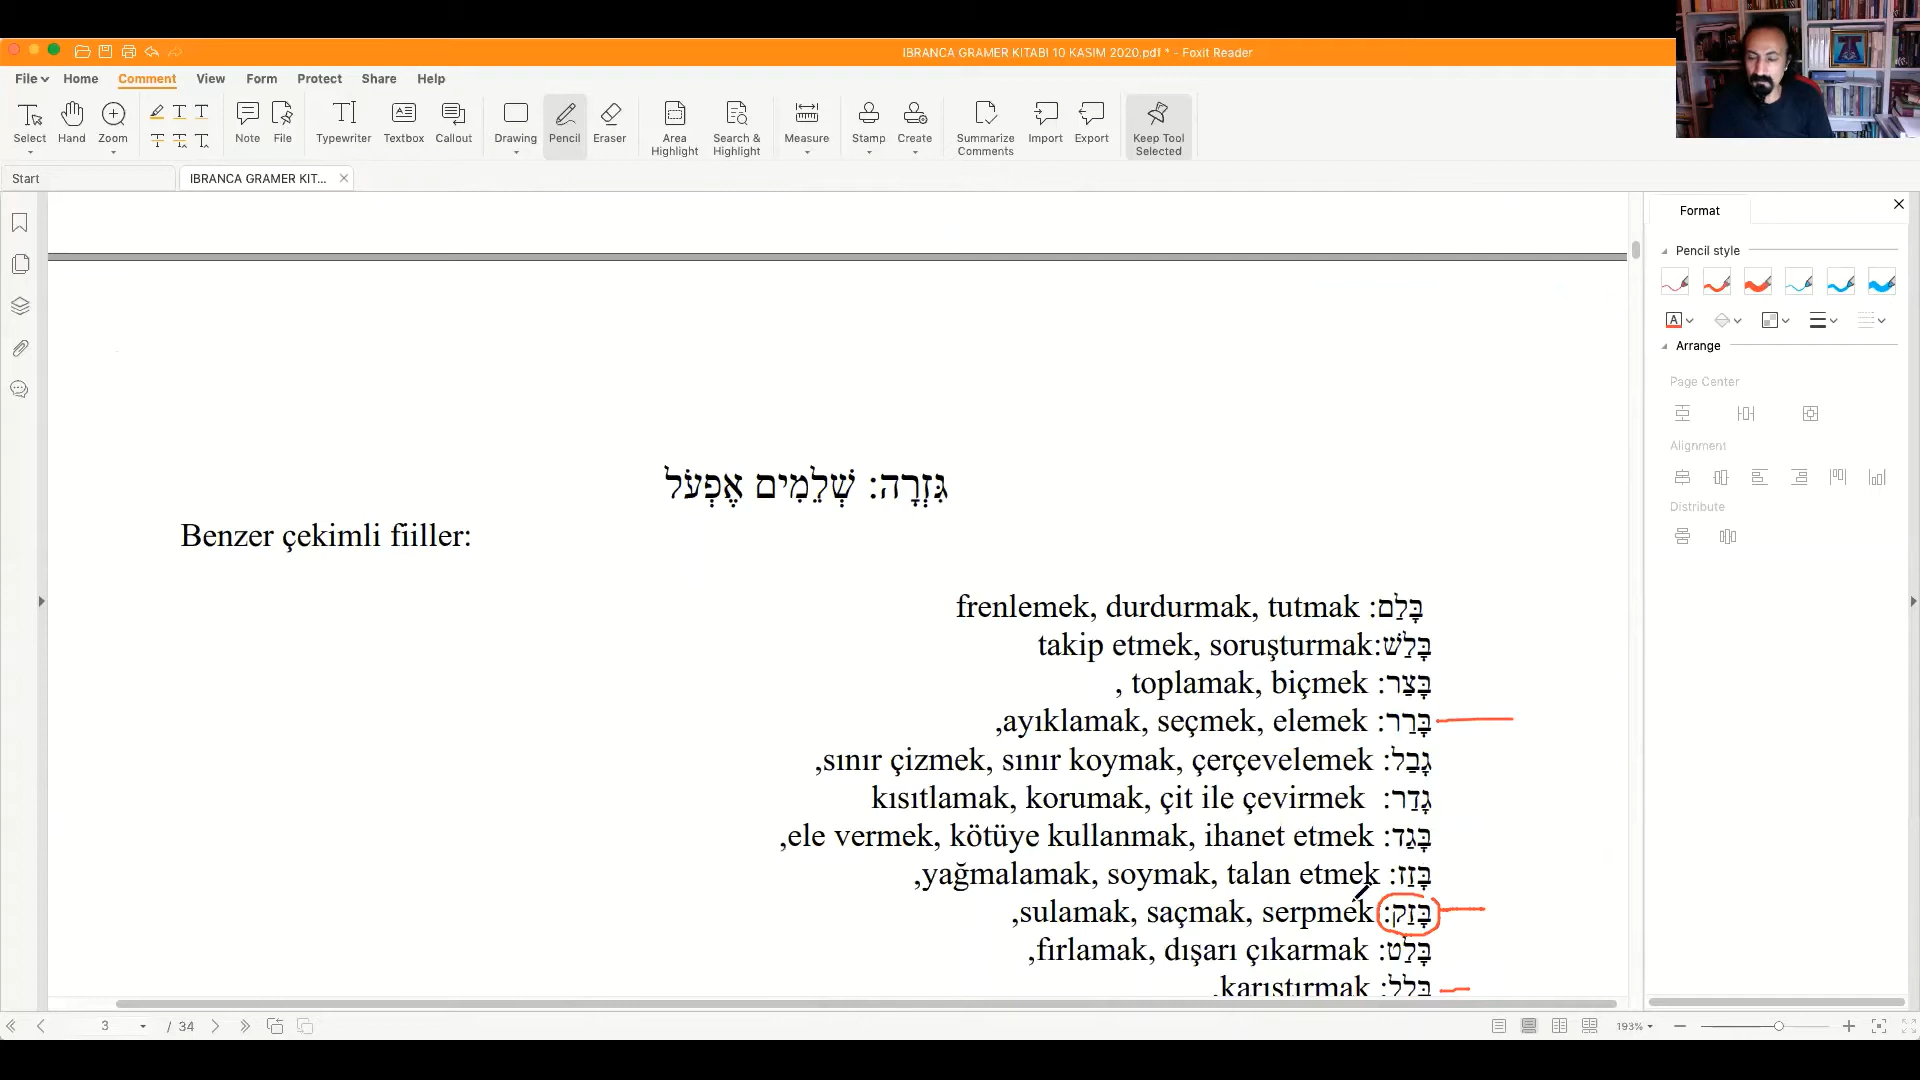 IBRANCA GRAMER KITABI 10 KASIM 2020.pdf * - Foxit Reader
File Home Comment View Form Protect Share Help
Select Hand Zoom Note File Typewriter Textbox Callout Drawing Pencil Eraser Area Highlight Search & Highlight Measure Stamp Create Summarize Comments Import Export Keep Tool Selected
Start IBRANCA GRAMER KIT...
Format
Pencil style
Arrange
Page Center
Alignment
Distribute
גִּזְרָה: שְׁלֵמִים אֶפְעֹל
Benzer çekimli fiiller:
בָּלַם: frenlemek, durdurmak, tutmak
בָּלַשׁ:takip etmek, soruşturmak
בָּצַר: toplamak, biçmek ,
בָּרַר: ayıklamak, seçmek, elemek,
גָבַל: sınır çizmek, sınır koymak, çerçevelemek,
גָדַר: kısıtlamak, korumak, çit ile çevirmek
בָּגַד: ele vermek, kötüye kullanmak, ihanet etmek,
בָּזַז: yağmalamak, soymak, talan etmek,
בָּזַק: sulamak, saçmak, serpmek,
בָּלַט: fırlamak, dışarı çıkarmak,
בָּלַל: karıştırmak,
3 / 34 193%